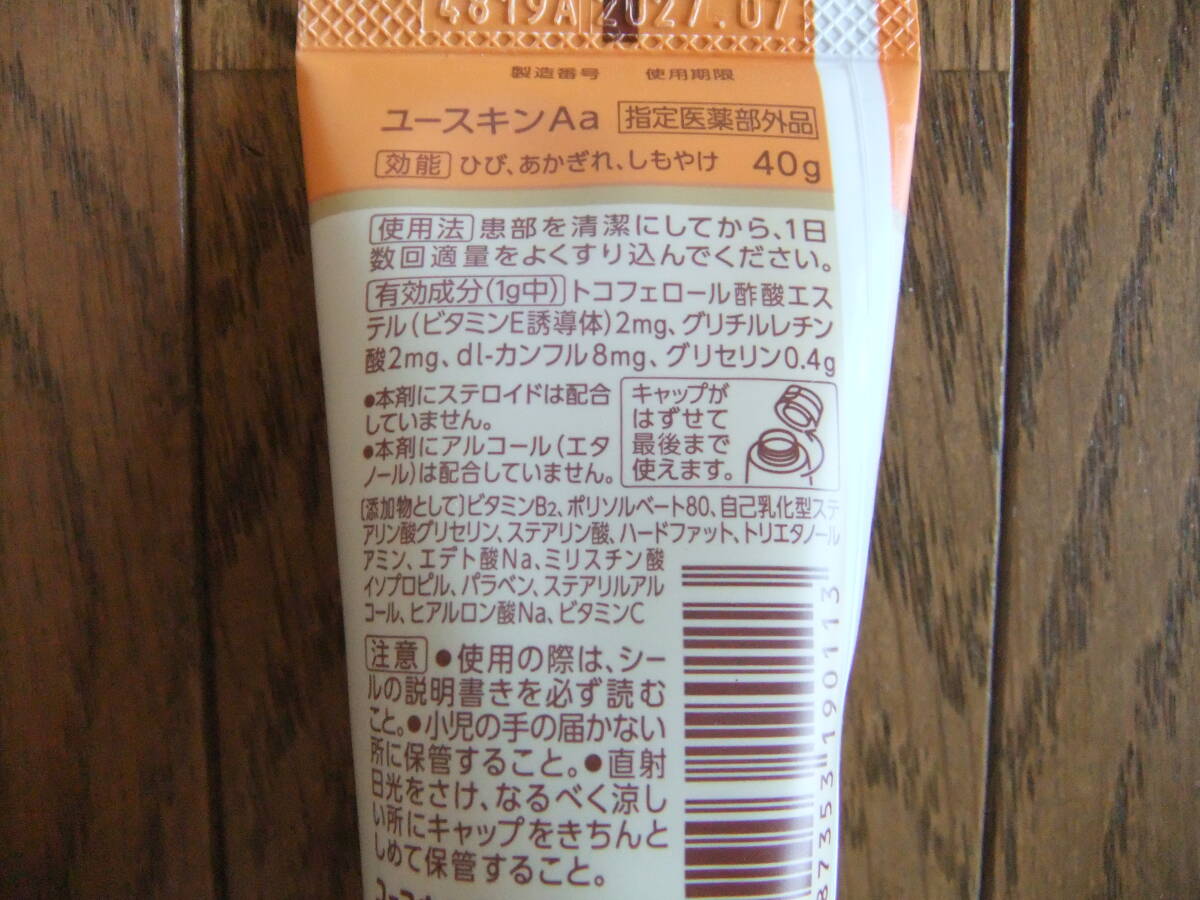 4819A 2027.07
製造番号 使用期限
ユースキンAa 指定医薬部外品
効能 ひび、あかぎれ、しもやけ 40g
使用法 患部を清潔にしてから、1日
数回適量をよくすり込んでください。
有効成分(1g中) トコフェロール酢酸エス
テル(ビタミンE誘導体)2mg、グリチルレチン
酸2mg、dl-カンフル8mg、グリセリン0.4g
●本剤にステロイドは配合
していません。
●本剤にアルコール(エタ
ノール)は配合していません。
キャップが
はずせて
最後まで
使えます。
〔添加物として〕ビタミンB2、ポリソルベート80、自己乳化型ステ
アリン酸グリセリン、ステアリン酸、ハードファット、トリエタノール
アミン、エデト酸Na、ミリスチン酸
イソプロピル、パラベン、ステアリルアル
コール、ヒアルロン酸Na、ビタミンC
注意 ●使用の際は、シー
ルの説明書きを必ず読む
こと。●小児の手の届かない
所に保管すること。●直射
日光をさけ、なるべく涼し
い所にキャップをきちんと
しめて保管すること。
8735319011​3